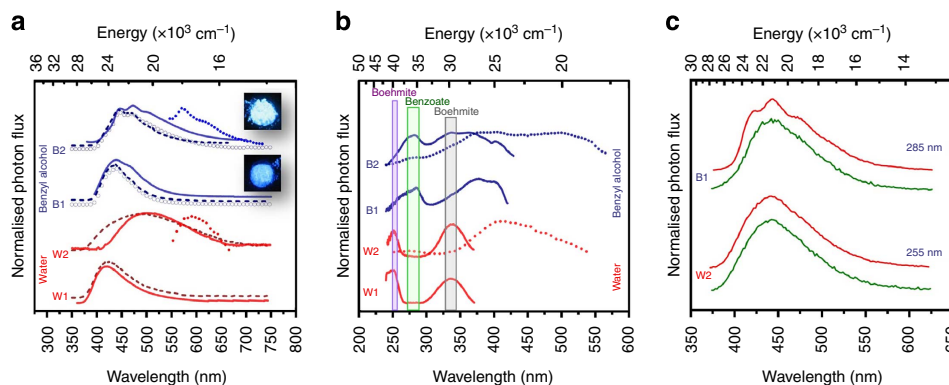 a
Energy (×10³ cm⁻¹)
36 32 28 24 20 16
Normalised photon flux
Benzyl alcohol
Water
B2
B1
W2
W1
300 350 400 450 500 550 600 650 700 750
Wavelength (nm)
b
Energy (×10³ cm⁻¹)
50 45 40 35 30 25 20
Normalised photon flux
Boehmite
Benzoate
Boehmite
B2
B1
W2
W1
Benzyl alcohol
Water
200 250 300 350 400 450 500 550 600
Wavelength (nm)
c
Energy (×10³ cm⁻¹)
30 28 26 24 22 21 20 18 16 14
Normalised photon flux
285 nm
B1
255 nm
W2
350 400 450 500 550 600
Wavelength (nm)